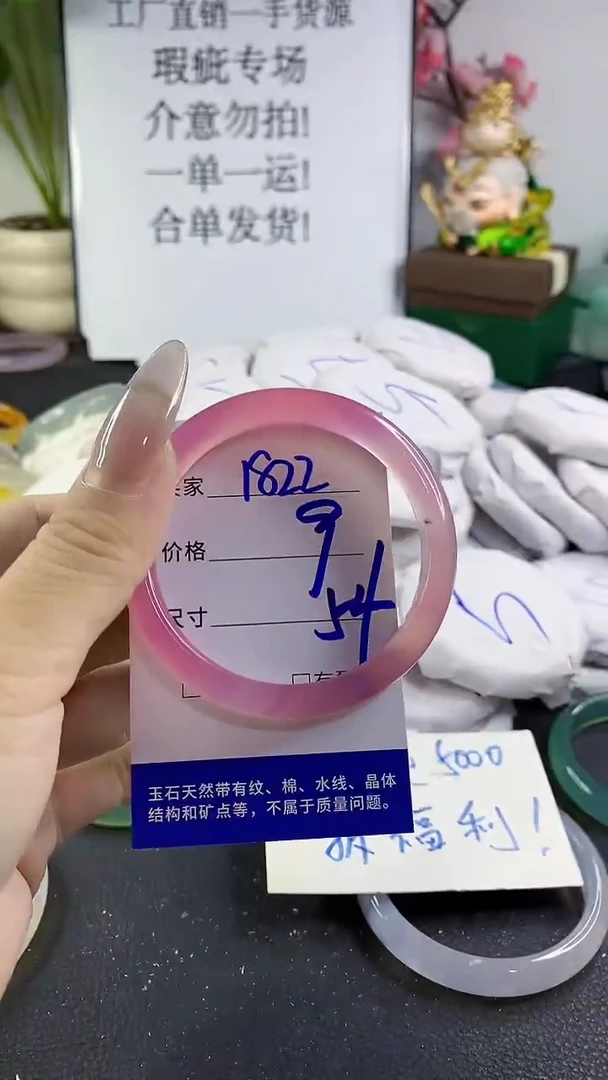 工厂直销一手货源
瑕疵专场
介意勿拍!
一单一运!
合单发货!
家 1822
价格 9
尺寸 54
玉石天然带有纹、棉、水线、晶体
结构和矿点等，不属于质量问题。
5000
福利!